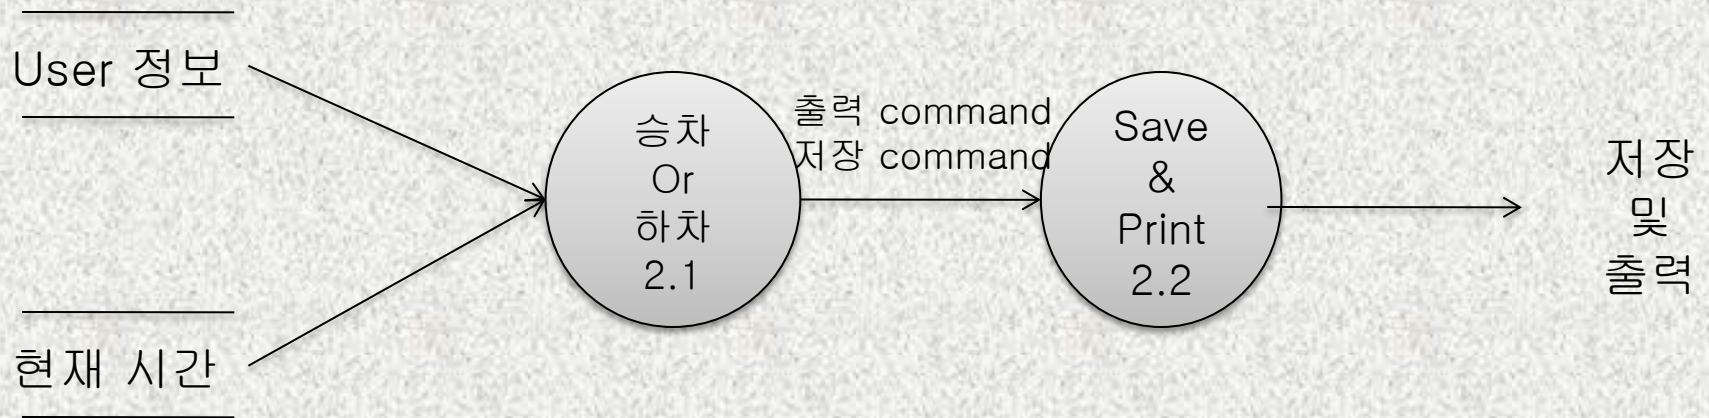 User 정보
현재 시간
승차
Or
하차
2.1
출력 command
저장 command
Save
&
Print
2.2
저장
및
출력